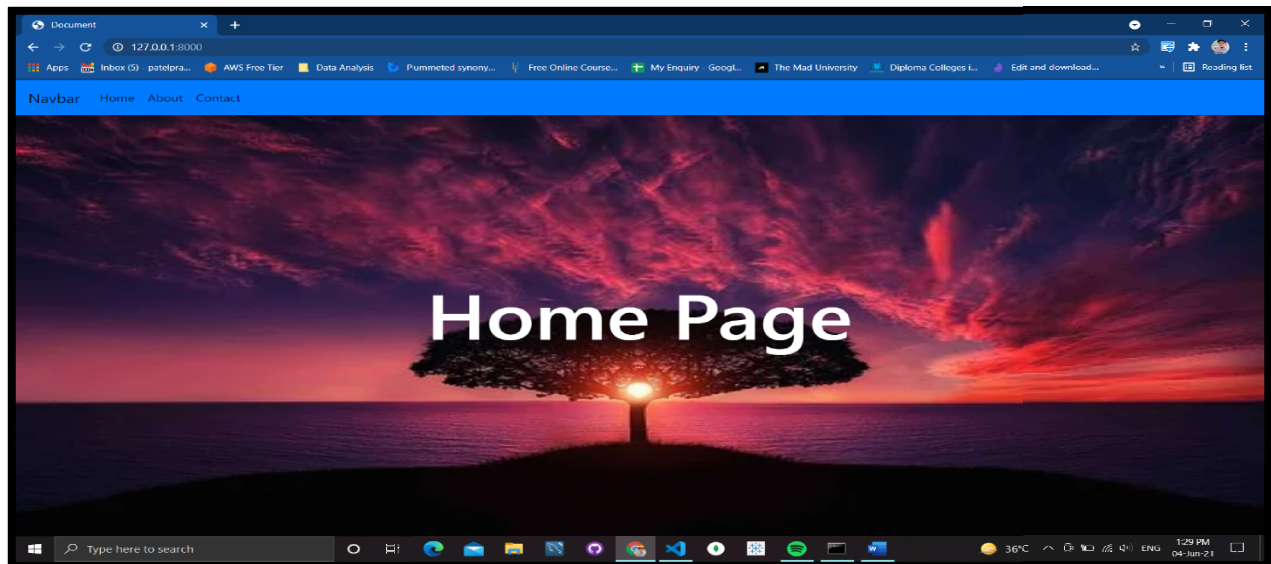 Document
127.0.0.1:8000
Apps Inbox (5) - patelpra... AWS Free Tier Data Analysis Pummeted synony... Free Online Course... My Enquiry - Googl... The Mad University Diploma Colleges i... Edit and download... » Reading list
Navbar Home About Contact
Home Page
Type here to search 36°C ENG 1:29 PM
04-Jun-21